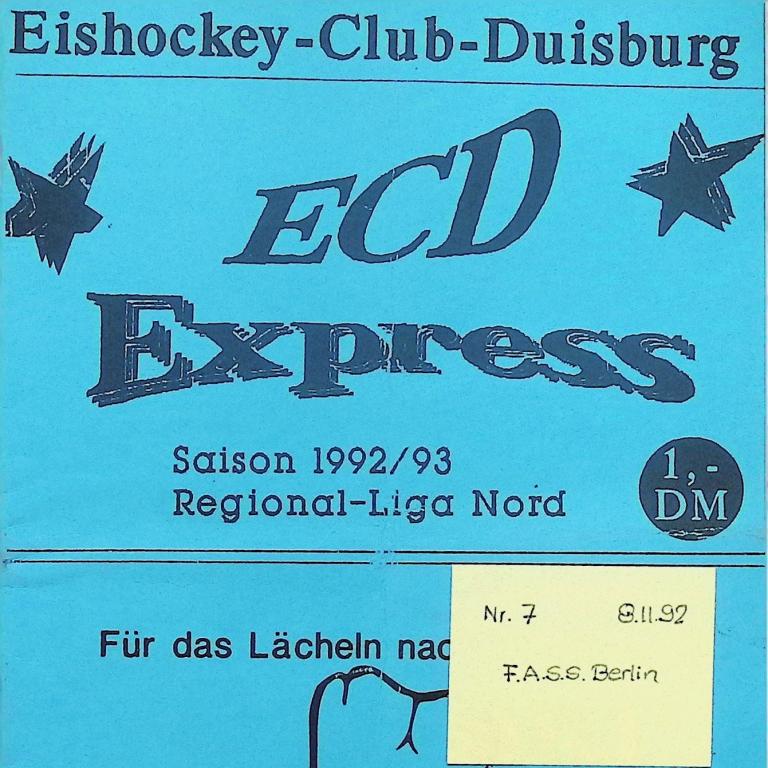 Eishockey-Club-Duisburg
ECD
Express
Saison 1992/93
Regional-Liga Nord
1,-
DM
Für das Lächeln nac
Nr. 7 8.11.92
F.A.S.S. Berlin